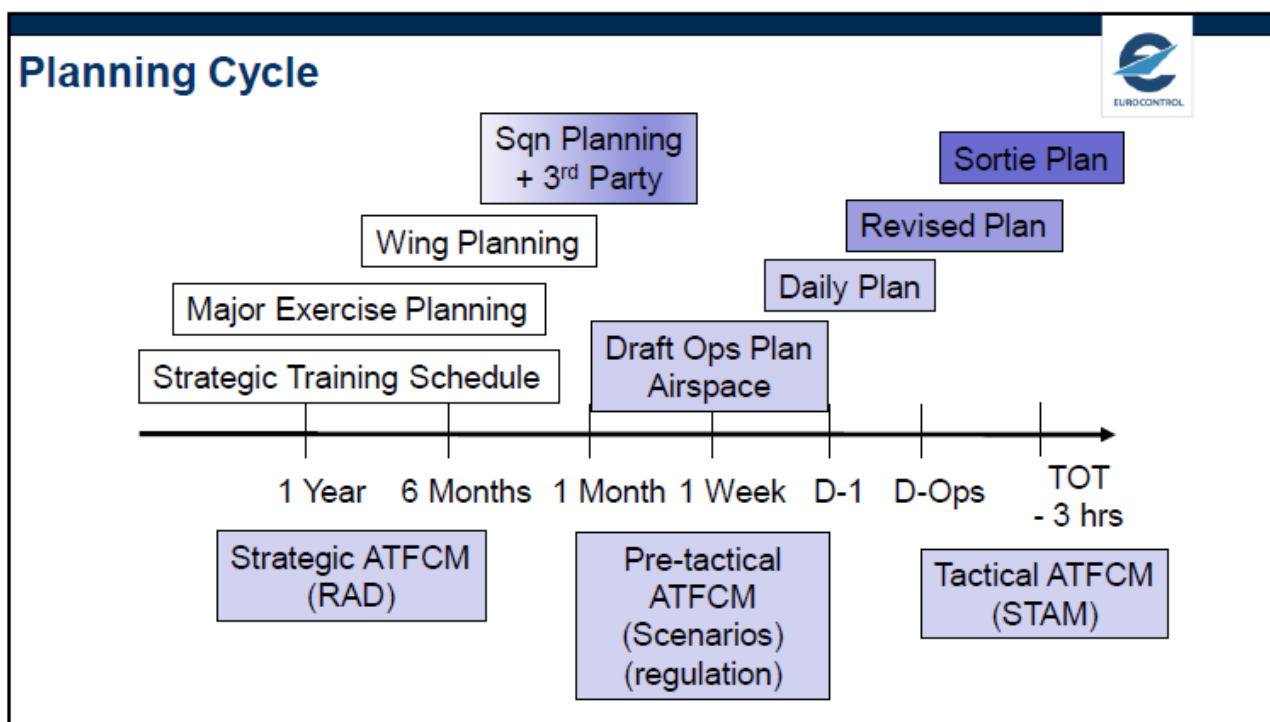 Planning Cycle
EUROCONTROL
Sqn Planning
+ 3rd Party
Sortie Plan
Wing Planning
Revised Plan
Major Exercise Planning
Daily Plan
Strategic Training Schedule
Draft Ops Plan
Airspace
1 Year
6 Months
1 Month
1 Week
D-1
D-Ops
TOT
- 3 hrs
Strategic ATFCM
(RAD)
Pre-tactical
ATFCM
(Scenarios)
(regulation)
Tactical ATFCM
(STAM)